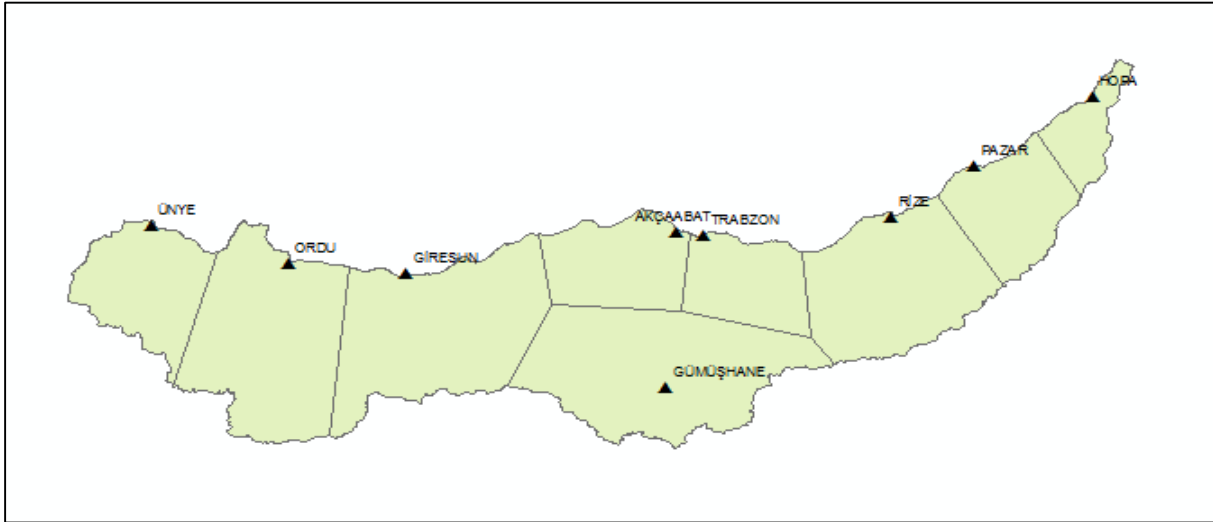 HOPA
PAZAR
RİZE
ÜNYE
AKÇAABAT
TRABZON
ORDU
GİRESUN
GÜMÜŞHANE